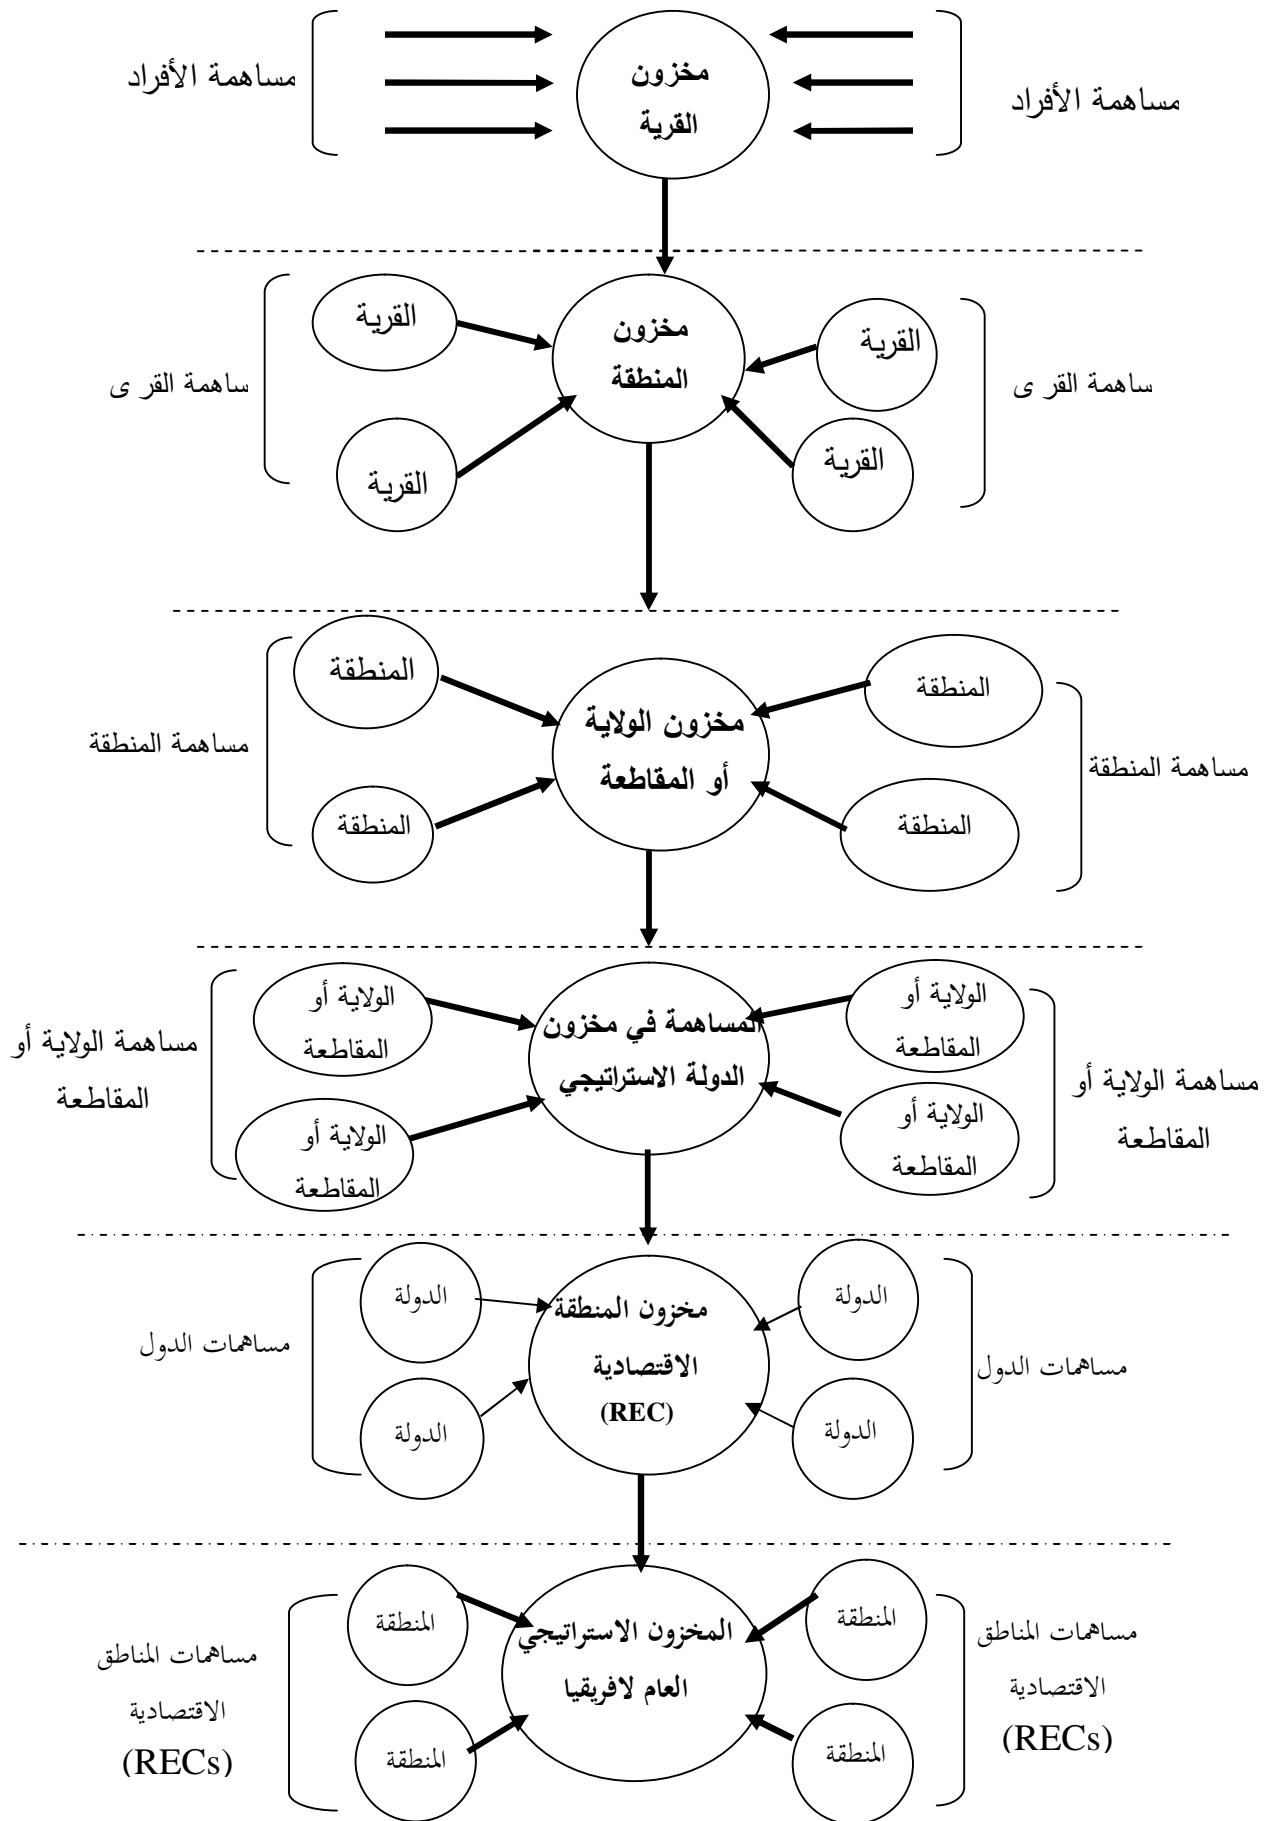 مساهمة الأفراد
مخزون
القرية
مساهمة الأفراد
القرية
القرية
مخزون
المنطقة
القرية
القرية
ساهمة القر ى
ساهمة القر ى
المنطقة
المنطقة
مخزون الولاية
أو المقاطعة
المنطقة
المنطقة
مساهمة المنطقة
مساهمة المنطقة
الولاية أو
المقاطعة
الولاية أو
المقاطعة
المساهمة في مخزون
الدولة الاستراتيجي
الولاية أو
المقاطعة
الولاية أو
المقاطعة
مساهمة الولاية أو
المقاطعة
مساهمة الولاية أو
المقاطعة
الدولة
الدولة
مخزون المنطقة
الاقتصادية
(REC)
الدولة
الدولة
مساهمات الدول
مساهمات الدول
المنطقة
المنطقة
المخزون الاستراتيجي
العام لافريقيا
المنطقة
المنطقة
مساهمات المناطق
الاقتصادية
(RECs)
مساهمات المناطق
الاقتصادية
(RECs)